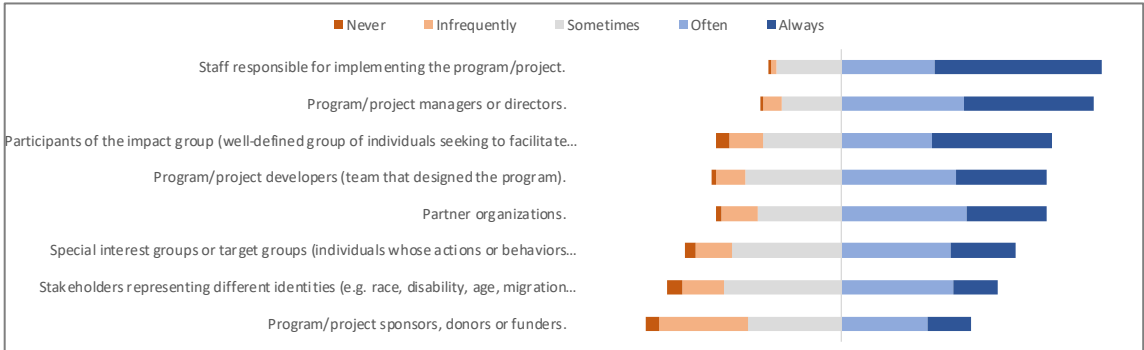 Never Infrequently Sometimes Often Always
Staff responsible for implementing the program/project.
Program/project managers or directors.
Participants of the impact group (well-defined group of individuals seeking to facilitate...
Program/project developers (team that designed the program).
Partner organizations.
Special interest groups or target groups (individuals whose actions or behaviors...
Stakeholders representing different identities (e.g. race, disability, age, migration...
Program/project sponsors, donors or funders.